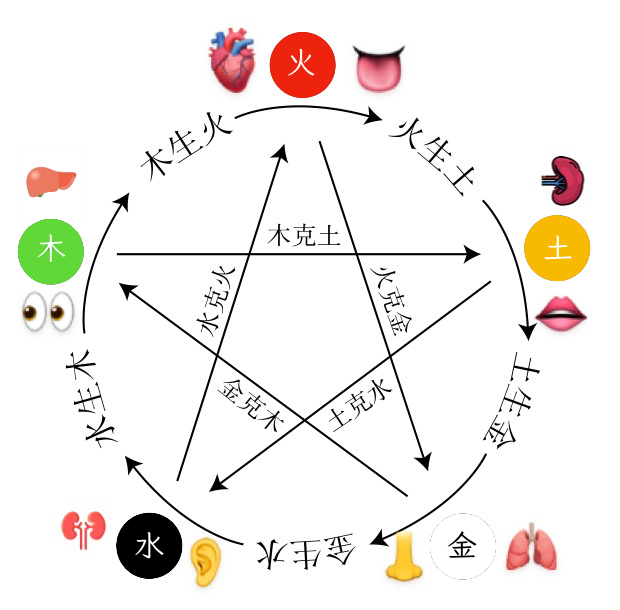 火
木生火
火生土
木
土
木克土
水克火
火克金
水生木
土生金
金克木
土克水
水
金生水
金